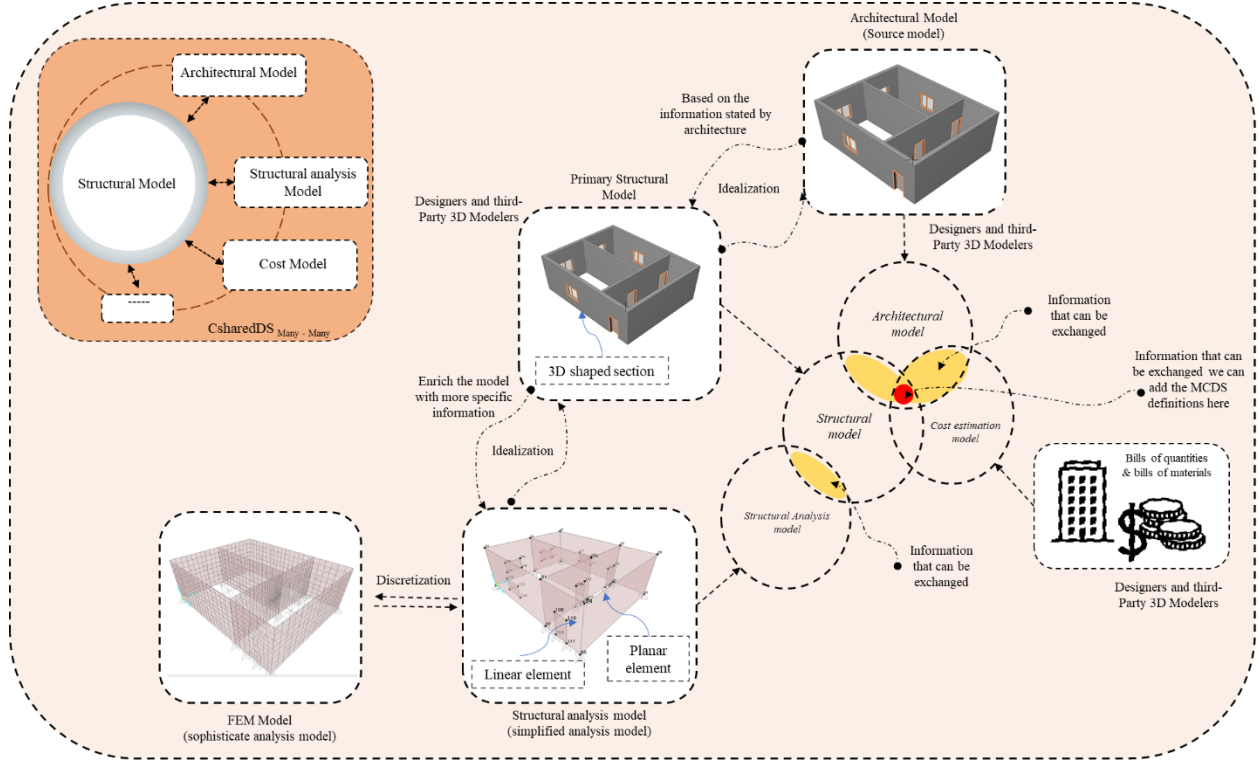 Architectural Model
(Source model)
Architectural Model
Structural Model
Structural analysis
Model
Cost Model
-----
CsharedDS Many - Many
Based on the
information stated by
architecture
Idealization
Primary Structural
Model
Designers and third-
Party 3D Modelers
Designers and third-
Party 3D Modelers
3D shaped section
Enrich the model
with more specific
information
Idealization
Architectural
model
Structural
model
Cost estimation
model
Structural Analysis
model
Information
that can be
exchanged
Information that can
be exchanged we can
add the MCDS
definitions here
Bills of quantities
& bills of materials
$
Designers and third-
Party 3D Modelers
Information
that can be
exchanged
Discretization
Linear element
Planar
element
FEM Model
(sophisticate analysis model)
Structural analysis model
(simplified analysis model)